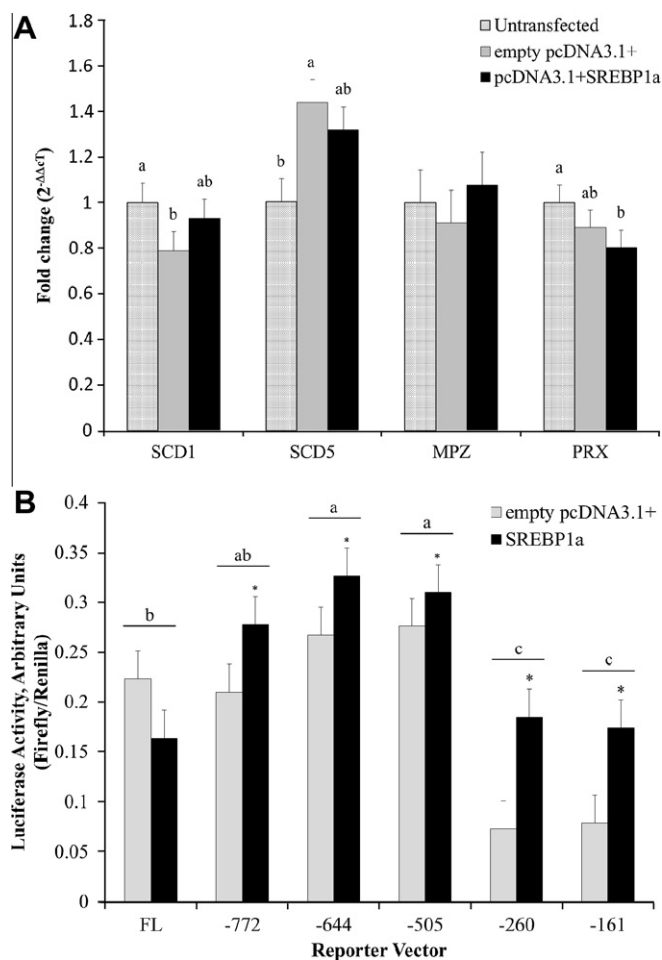 A
Untransfected
empty pcDNA3.1+
pcDNA3.1+SREBP1a
Fold change (2-ΔΔcT)
1.8
1.6
1.4
1.2
1
0.8
0.6
0.4
0.2
0
a b ab
b a ab
a ab b
SCD1 SCD5 MPZ PRX
B
empty pcDNA3.1+
SREBP1a
Luciferase Activity, Arbitrary Units
(Firefly/Renilla)
0.4
0.35
0.3
0.25
0.2
0.15
0.1
0.05
0
b ab a a c c
* * * * *
FL -772 -644 -505 -260 -161
Reporter Vector